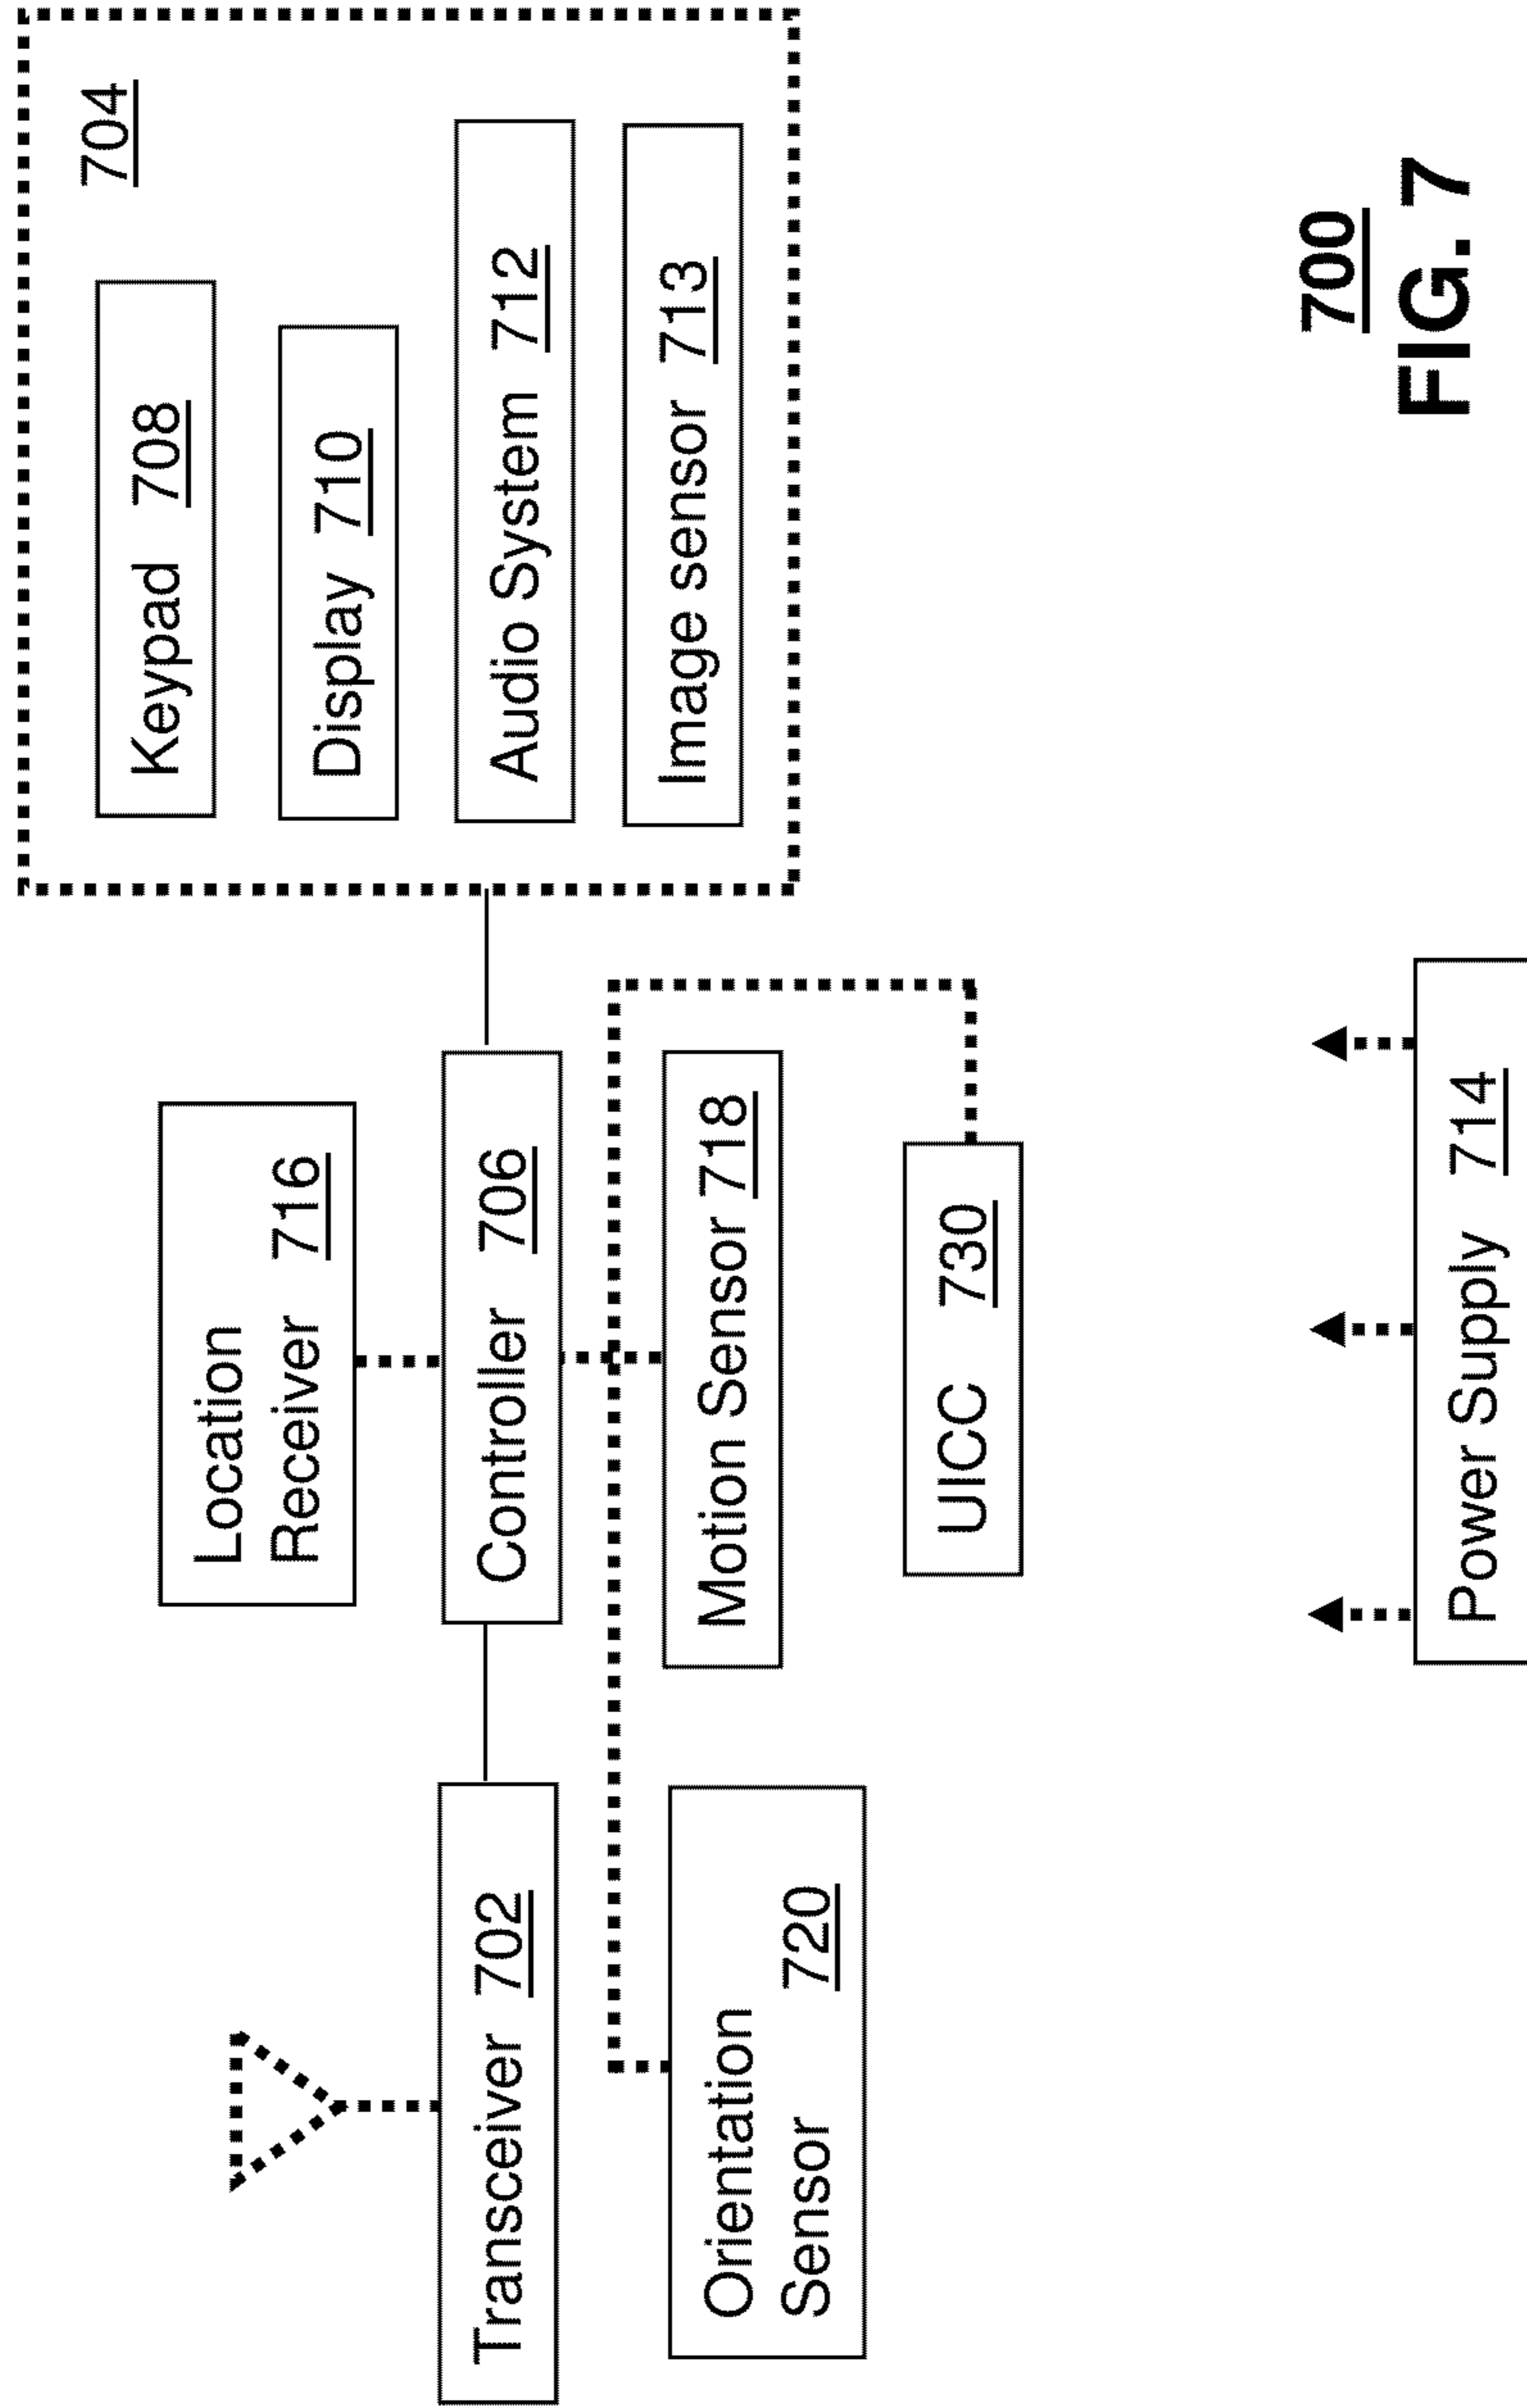 704
Keypad 708
Display 710
Audio System 712
Image sensor 713
Location
Receiver 716
Controller 706
Motion Sensor 718
UICC 730
Transceiver 702
Orientation
Sensor 720
Power Supply 714
700
FIG. 7